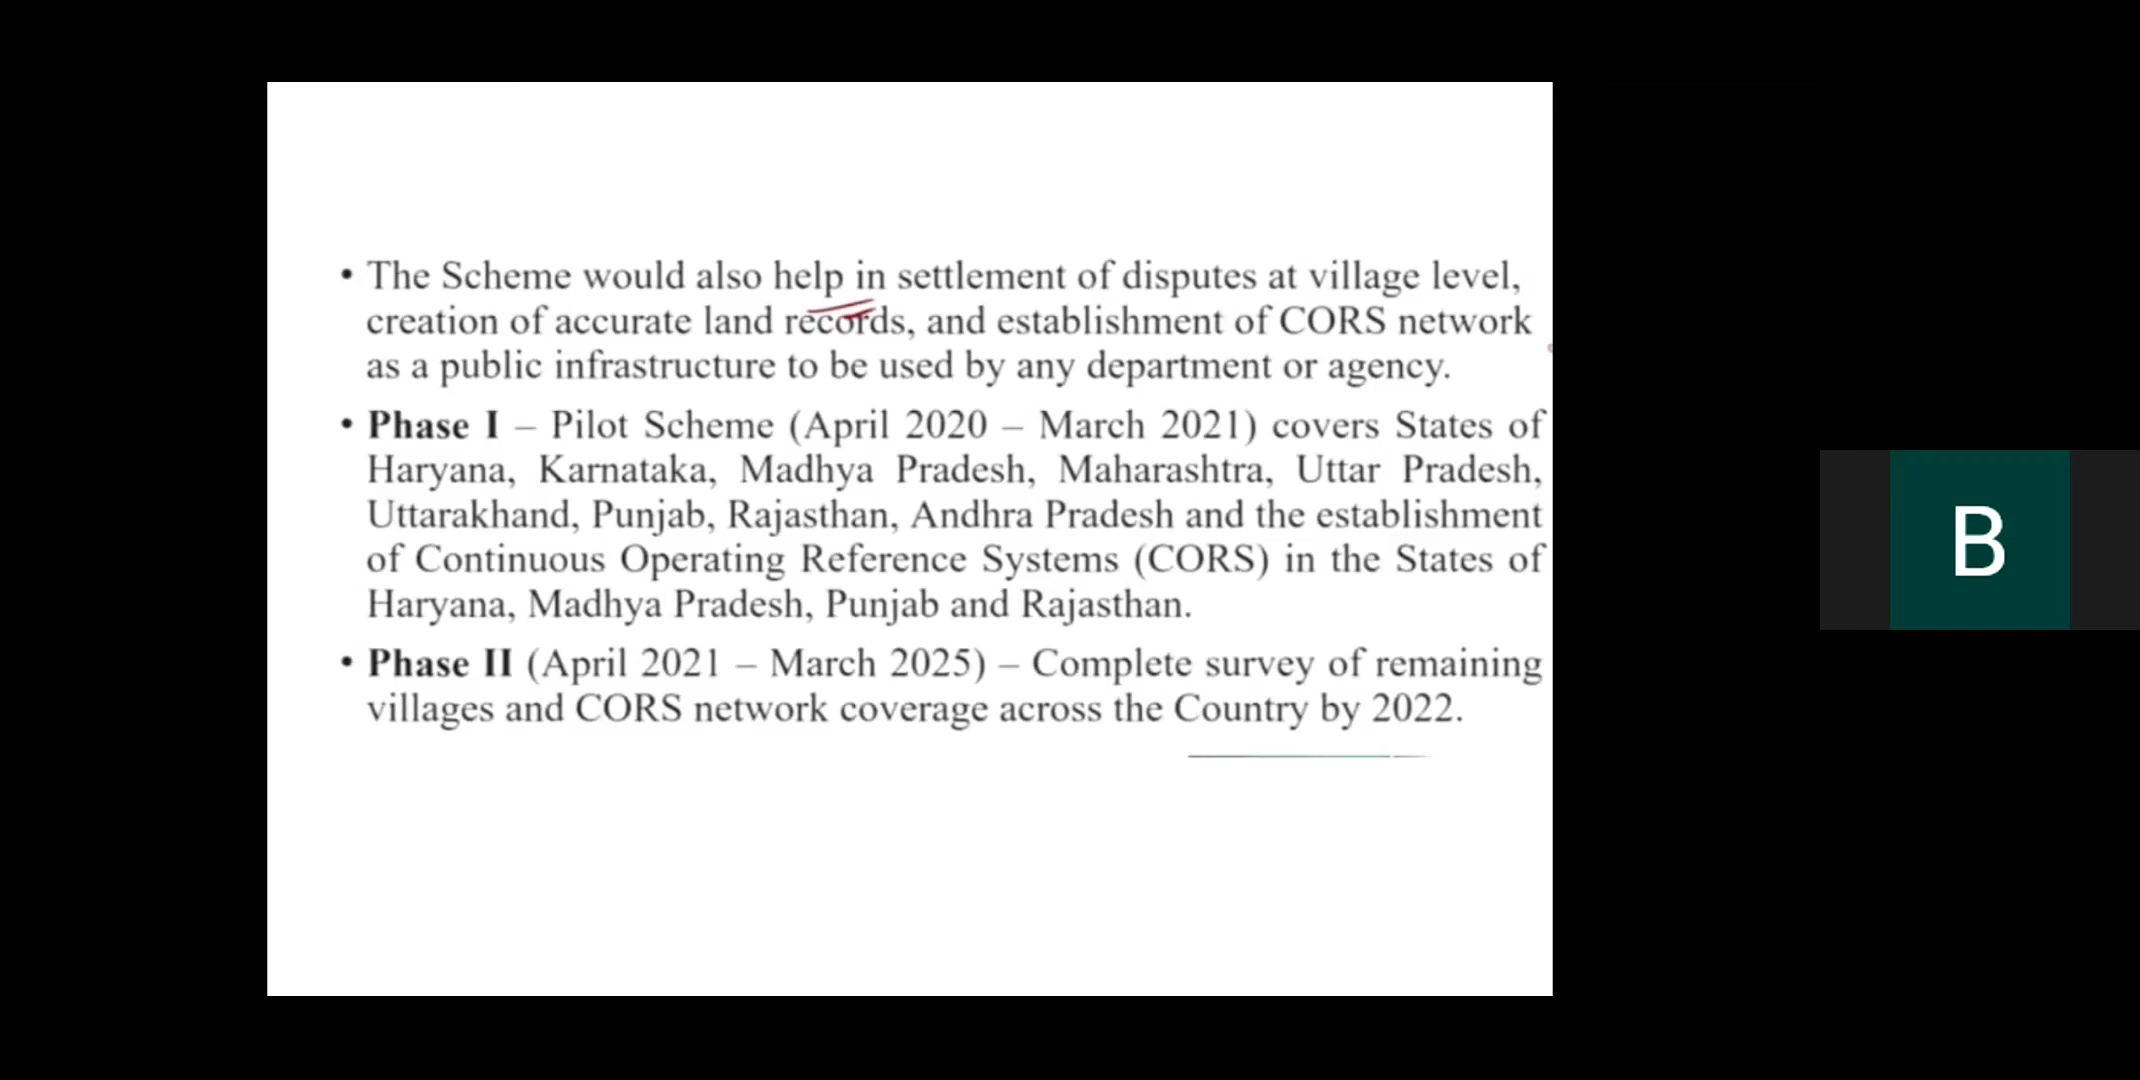 • The Scheme would also help in settlement of disputes at village level,
creation of accurate land records, and establishment of CORS network
as a public infrastructure to be used by any department or agency.
• Phase I – Pilot Scheme (April 2020 – March 2021) covers States of
Haryana, Karnataka, Madhya Pradesh, Maharashtra, Uttar Pradesh,
Uttarakhand, Punjab, Rajasthan, Andhra Pradesh and the establishment
of Continuous Operating Reference Systems (CORS) in the States of
Haryana, Madhya Pradesh, Punjab and Rajasthan.
• Phase II (April 2021 – March 2025) – Complete survey of remaining
villages and CORS network coverage across the Country by 2022.
B